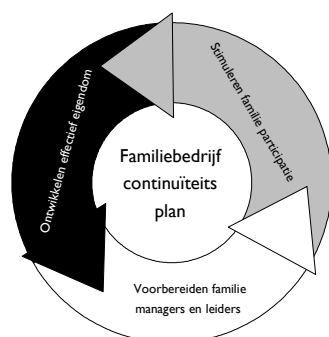 Ontwikkelen effectief eigendom
Stimuleren familie participatie
Familiebedrijf
continuïteits
plan
Voorbereiden familie
managers en leiders